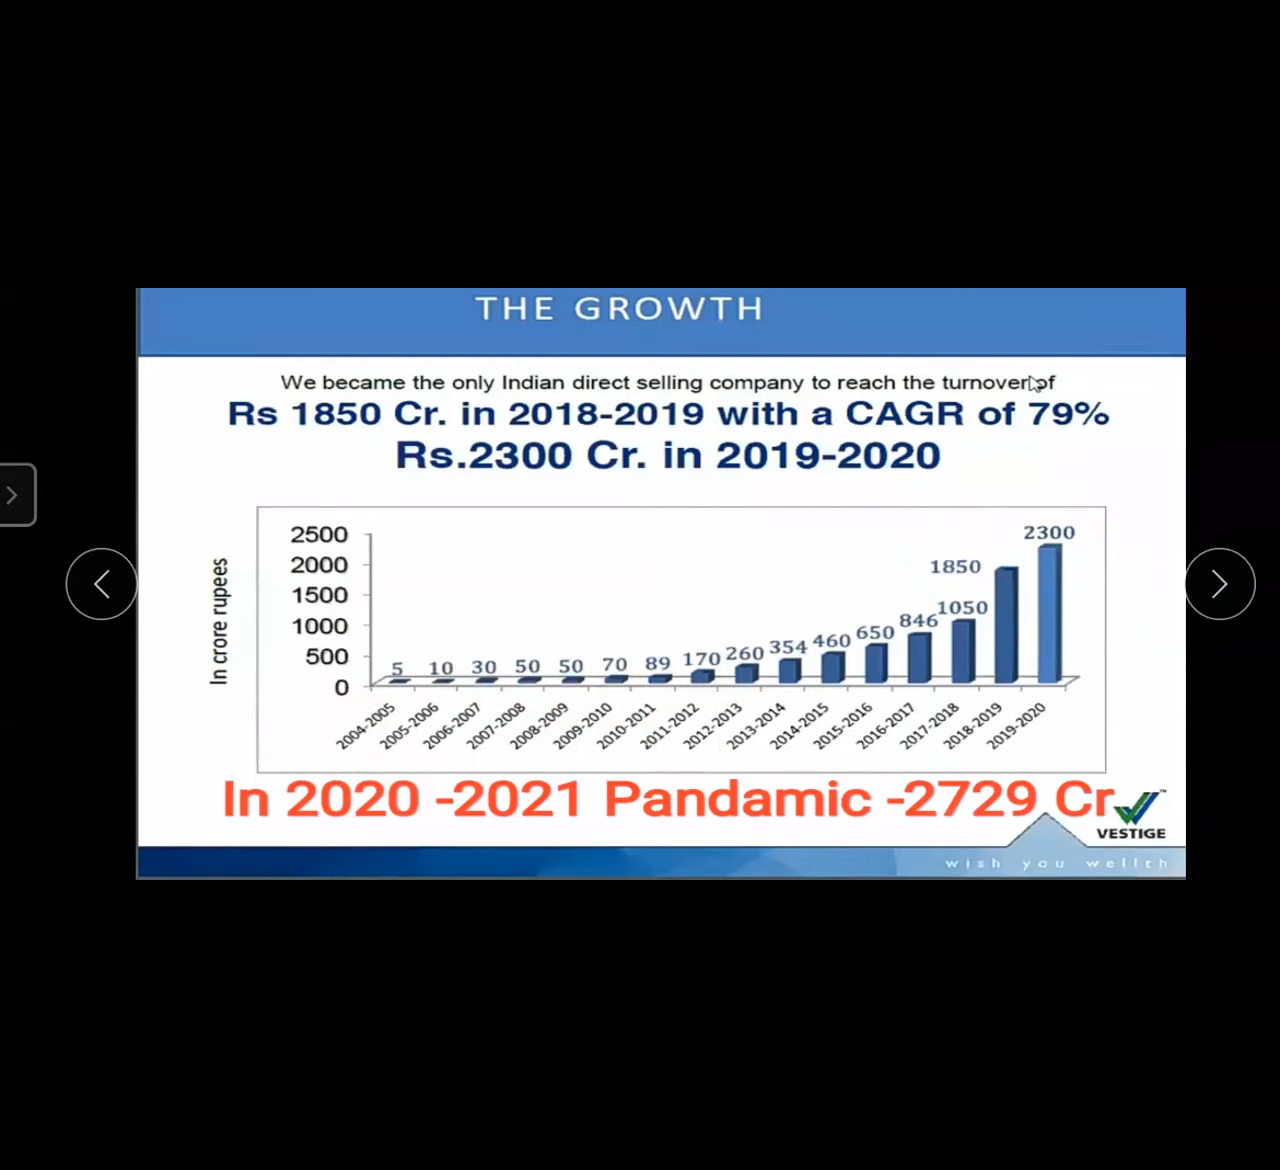 THE GROWTH
We became the only Indian direct selling company to reach the turnover of
Rs 1850 Cr. in 2018-2019 with a CAGR of 79%
Rs.2300 Cr. in 2019-2020
In crore rupees
2500
2000
1500
1000
500
0
5 10 30 50 50 70 89 170 260 354 460 650 846 1050 1850 2300
2004-2005 2005-2006 2006-2007 2007-2008 2008-2009 2009-2010 2010-2011 2011-2012 2012-2013 2013-2014 2014-2015 2015-2016 2016-2017 2017-2018 2018-2019 2019-2020
In 2020 -2021 Pandamic -2729 Cr
VESTIGE
wish you wellth